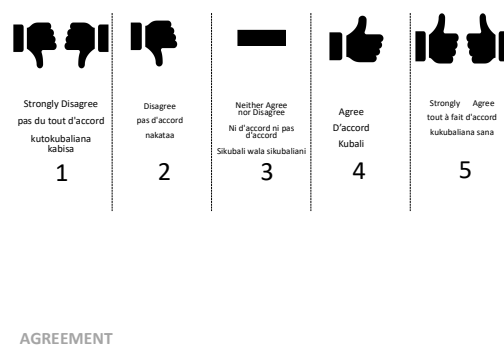 Strongly Disagree
pas du tout d'accord
kutokubaliana
kabisa
1
Disagree
pas d'accord
nakataa
2
Neither Agree
nor Disagree
Ni d'accord ni pas
d'accord
Sikubali wala sikubaliani
3
Agree
D'accord
Kubali
4
Strongly Agree
tout à fait d'accord
kukubaliana sana
5
AGREEMENT